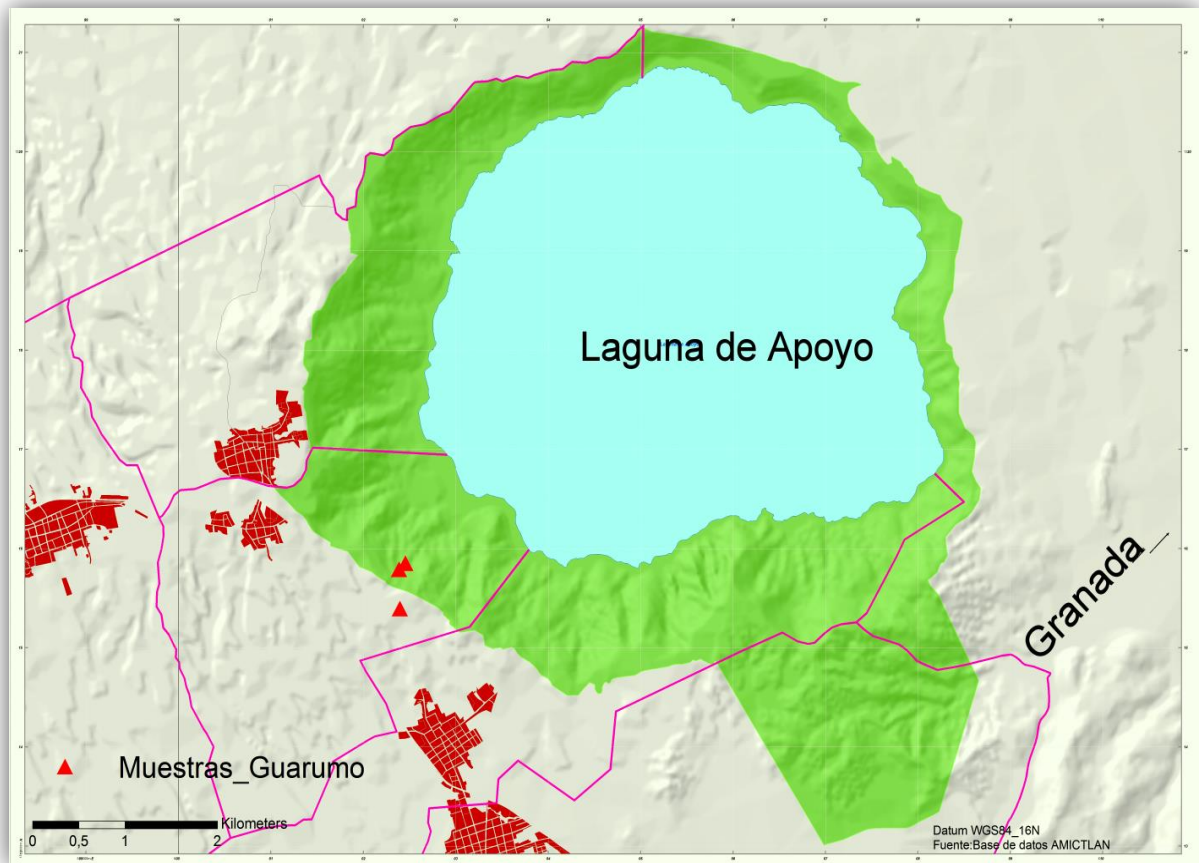 Laguna de Apoyo
Granada
Muestras_Guarumo
Kilometers
0 0,5 1 2
Datum WGS84_16N
Fuente:Base de datos AMICTLAN